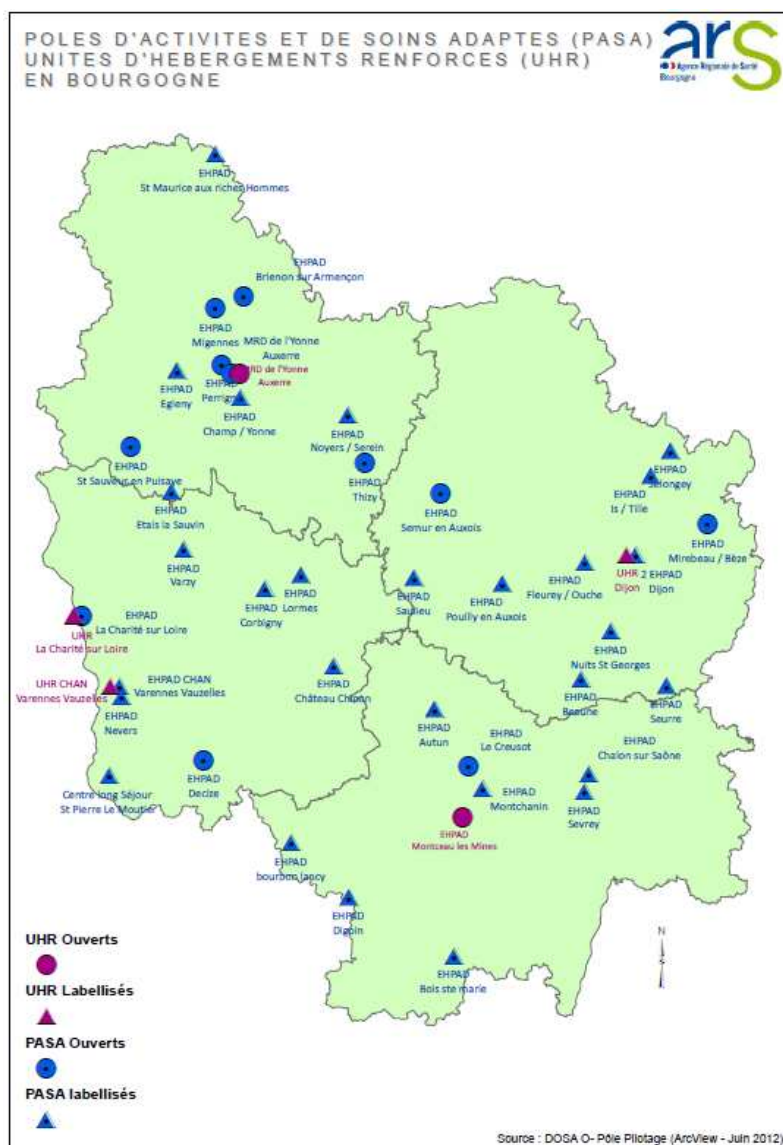 POLES D'ACTIVITES ET DE SOINS ADAPTES (PASA)
UNITES D'HEBERGEMENTS RENFORCES (UHR)
EN BOURGOGNE
ars
Agence Régionale de Santé
Bourgogne
EHPAD
St Maurice aux riches Hommes
EHPAD
Brienon sur Armençon
EHPAD
Migennes
MRD de l'Yonne
Auxerre
MRD de l'Yonne
Auxerre
EHPAD
Perrigny
EHPAD
Egleny
EHPAD
Champ / Yonne
EHPAD
Noyers / Serein
EHPAD
Thizy
EHPAD
St Sauveur en Puisaye
EHPAD
Etais la Sauvin
EHPAD
Semur en Auxois
EHPAD
Selongey
EHPAD
Is / Tille
EHPAD
Mirebeau / Bèze
EHPAD
Varzy
EHPAD
Lormes
EHPAD
Corbigny
EHPAD
Saulieu
EHPAD
Pouilly en Auxois
EHPAD
Fleurey / Ouche
UHR
Dijon
2 EHPAD
Dijon
EHPAD
La Charité sur Loire
UHR
La Charité sur Loire
EHPAD
Nuits St Georges
UHR CHAN
Varennes Vauzelles
EHPAD CHAN
Varennes Vauzelles
EHPAD
Nevers
EHPAD
Château Chinon
EHPAD
Beaune
EHPAD
Seurre
EHPAD
Autun
EHPAD
Le Creusot
EHPAD
Chalon sur Saône
Centre long Séjour
St Pierre Le Moutier
EHPAD
Decize
EHPAD
Montchanin
EHPAD
Sevrey
EHPAD
Montceau les Mines
EHPAD
bourbon lancy
EHPAD
Digoin
EHPAD
Bois ste marie
N
S
UHR Ouverts
UHR Labellisés
PASA Ouverts
PASA labellisés
Source : DOSA O- Pôle Pilotage (ArcView - Juin 2012)